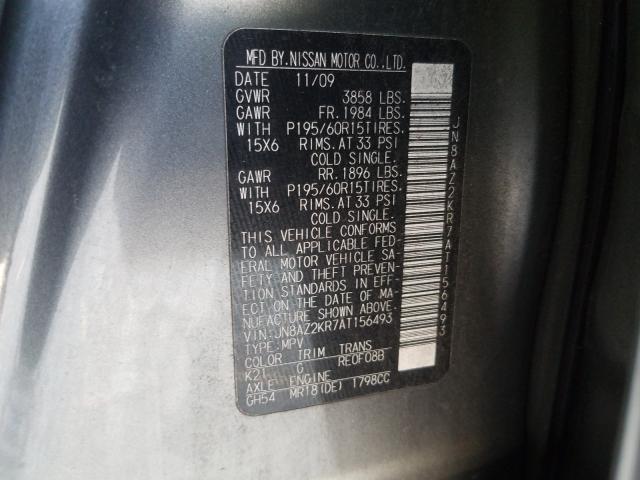 MFD BY.NISSAN MOTOR CO.,LTD.
DATE 11/09
GVWR 3858 LBS.
GAWR FR.1984 LBS.
WITH P195/60R15TIRES.
15X6 RIMS.AT 33 PSI
COLD SINGLE.
GAWR RR.1896 LBS.
WITH P195/60R15TIRES.
15X6 RIMS.AT 33 PSI
COLD SINGLE.
THIS VEHICLE CONFORMS
TO ALL APPLICABLE FED-
ERAL MOTOR VEHICLE SA-
FETY AND THEFT PREVEN-
TION STANDARDS IN EFF-
ECT ON THE DATE OF MA-
NUFACTURE SHOWN ABOVE.
VIN:JN8AZ2KR7AT156493
TYPE:MPV
COLOR TRIM TRANS
K21 G RE0F08B
AXLE ENGINE
GH54 MR18(DE) 1798CC
JN8AZ2KR7AT156493